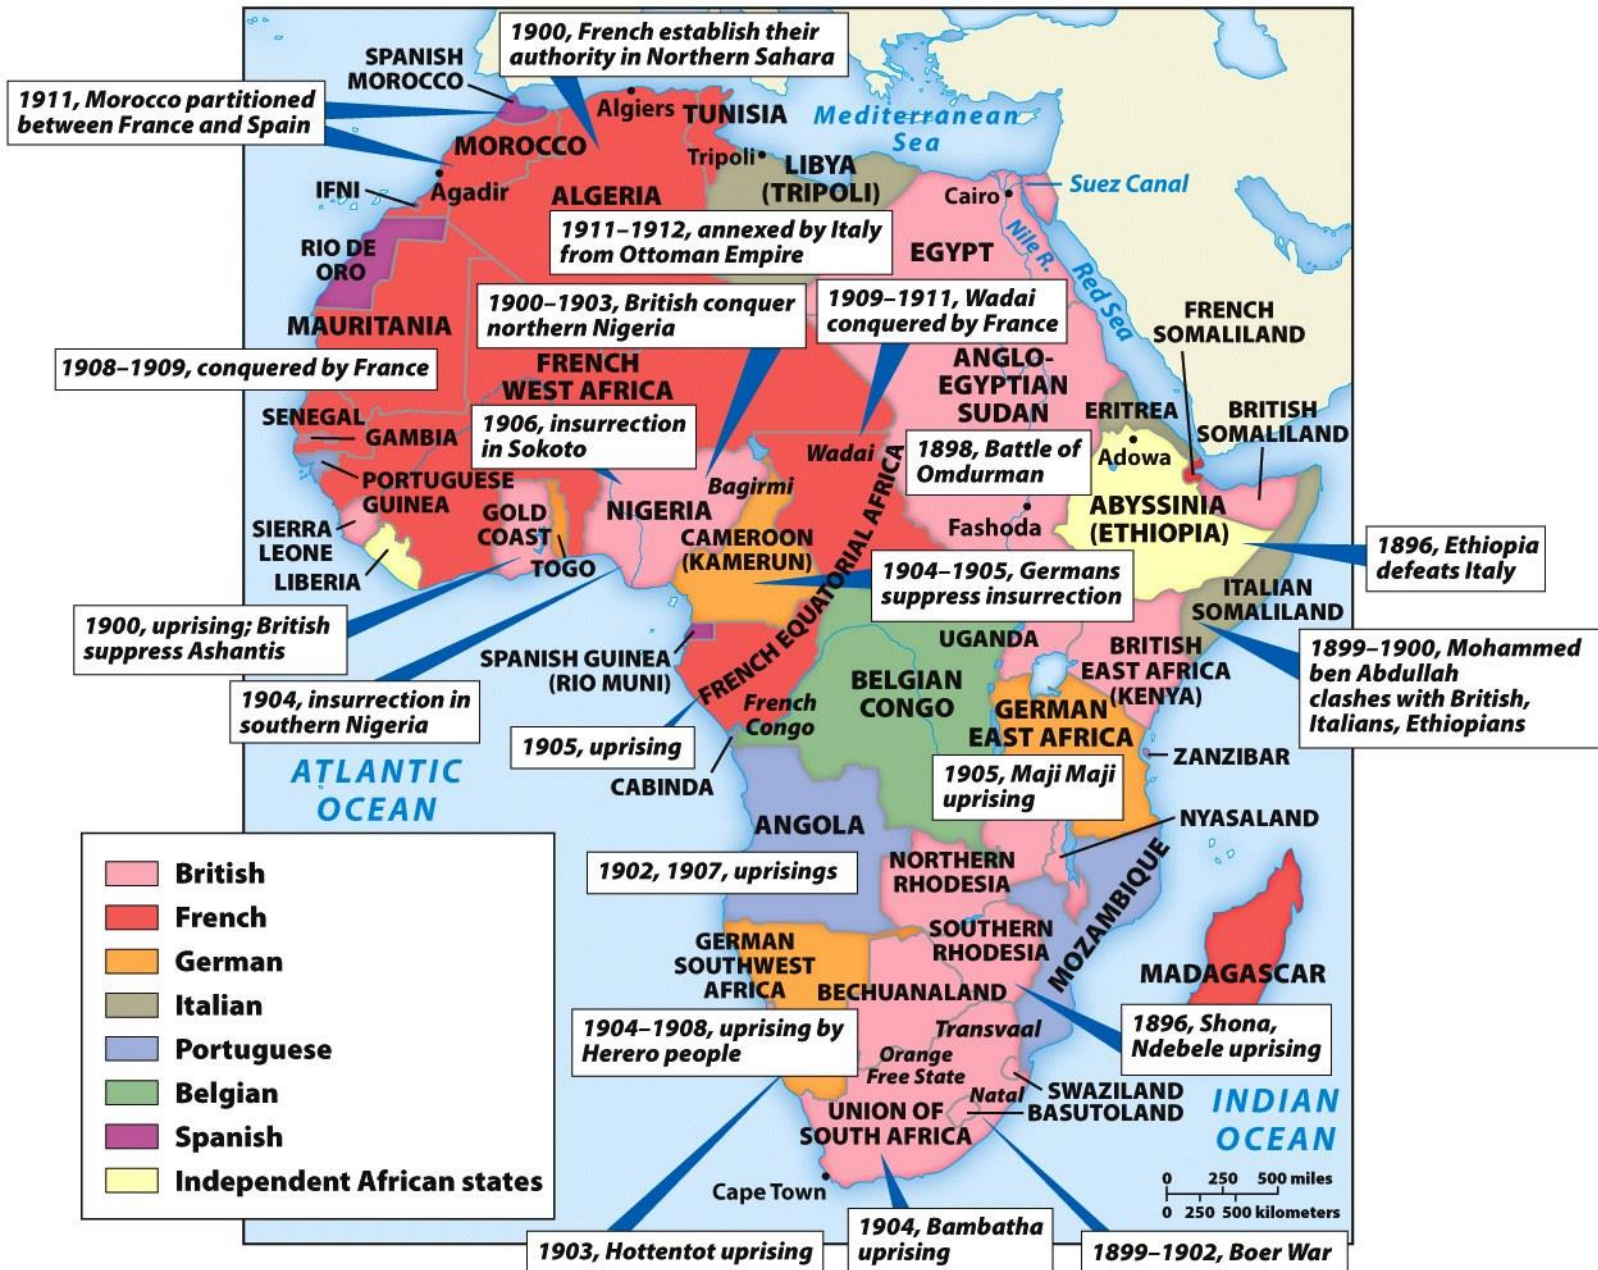 1900, French establish their
authority in Northern Sahara
SPANISH
MOROCCO
1911, Morocco partitioned
between France and Spain
Algiers
TUNISIA
Mediterranean
Sea
MOROCCO
Tripoli
LIBYA
(TRIPOLI)
IFNI
Agadir
ALGERIA
Cairo
Suez Canal
1911–1912, annexed by Italy
from Ottoman Empire
Nile R.
EGYPT
RIO DE
ORO
Red Sea
1900–1903, British conquer
northern Nigeria
1909–1911, Wadai
conquered by France
FRENCH
SOMALILAND
MAURITANIA
1908–1909, conquered by France
FRENCH
WEST AFRICA
ANGLO-
EGYPTIAN
SUDAN
ERITREA
BRITISH
SOMALILAND
SENEGAL
GAMBIA
1906, insurrection
in Sokoto
Wadai
1898, Battle of
Omdurman
Adowa
PORTUGUESE
GUINEA
Bagirmi
NIGERIA
GOLD
COAST
ABYSSINIA
(ETHIOPIA)
SIERRA
LEONE
Fashoda
CAMEROON
(KAMERUN)
FRENCH EQUATORIAL AFRICA
LIBERIA
TOGO
1896, Ethiopia
defeats Italy
1904–1905, Germans
suppress insurrection
ITALIAN
SOMALILAND
1900, uprising; British
suppress Ashantis
UGANDA
BRITISH
EAST AFRICA
(KENYA)
SPANISH GUINEA
(RIO MUNI)
1899–1900, Mohammed
ben Abdullah
clashes with British,
Italians, Ethiopians
BELGIAN
CONGO
1904, insurrection in
southern Nigeria
French
Congo
GERMAN
EAST AFRICA
1905, uprising
ZANZIBAR
CABINDA
1905, Maji Maji
uprising
ATLANTIC
OCEAN
ANGOLA
NYASALAND
1902, 1907, uprisings
NORTHERN
RHODESIA
MOZAMBIQUE
SOUTHERN
RHODESIA
GERMAN
SOUTHWEST
AFRICA
BECHUANALAND
MADAGASCAR
1904–1908, uprising by
Herero people
Transvaal
1896, Shona,
Ndebele uprising
Orange
Free State
Natal
SWAZILAND
BASUTOLAND
UNION OF
SOUTH AFRICA
INDIAN
OCEAN
Cape Town
0 250 500 miles
0 250 500 kilometers
1903, Hottentot uprising
1904, Bambatha
uprising
1899–1902, Boer War
British
French
German
Italian
Portuguese
Belgian
Spanish
Independent African states